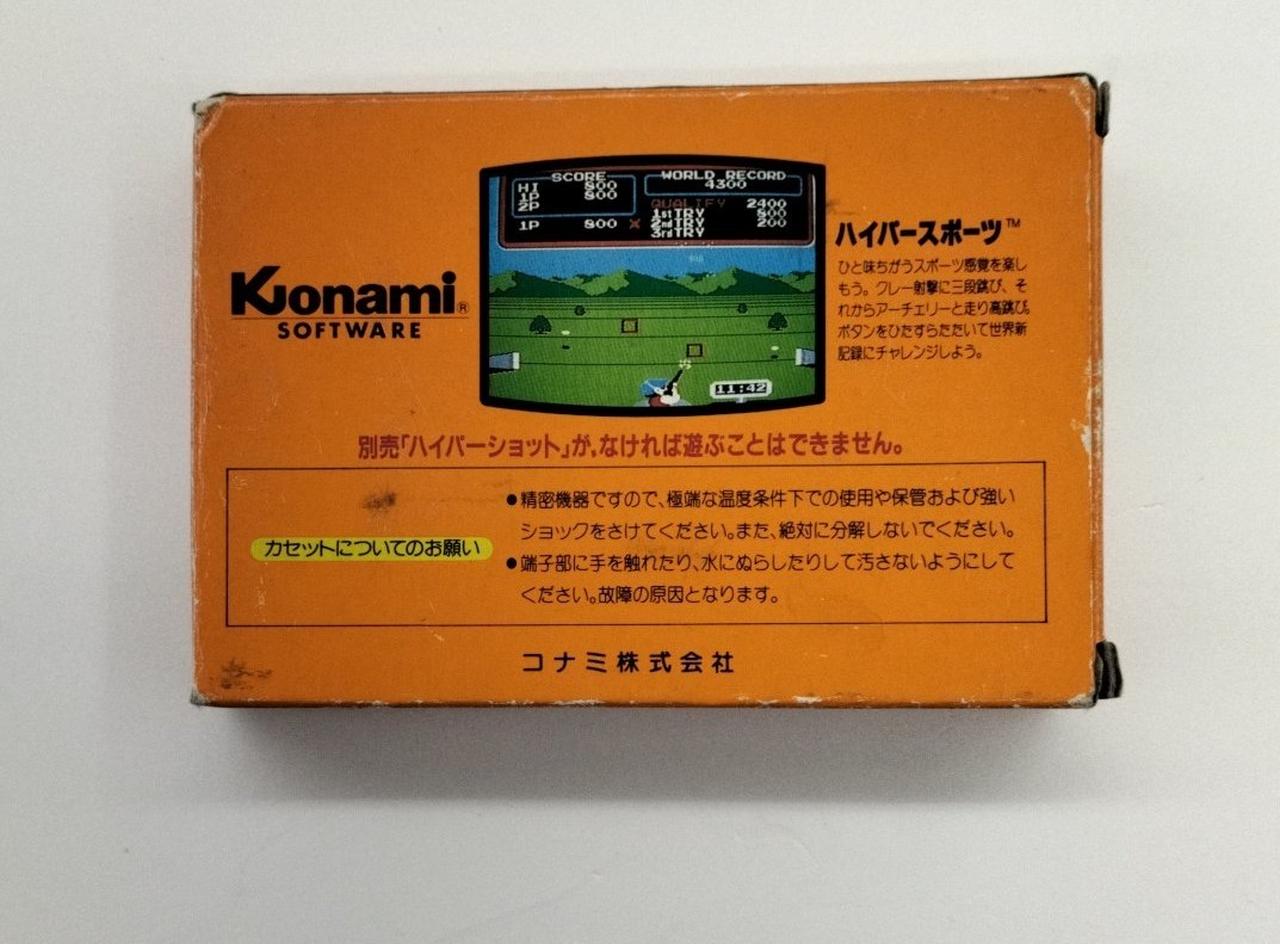 Konami®
SOFTWARE
SCORE
HI 800
1P 800
2P
1P 800 ×
WORLD RECORD
4300
QUALIFY 2400
1stTRY 800
2ndTRY 200
3rdTRY
11:42
ハイパースポーツ™
ひと味ちがうスポーツ感覚を楽し
もう。クレー射撃に三段跳び、そ
れからアーチェリーと走り高跳び。
ボタンをひたすらたたいて世界新
記録にチャレンジしよう。
別売「ハイパーショット」が、なければ遊ぶことはできません。
カセットについてのお願い
●精密機器ですので、極端な温度条件下での使用や保管および強い
ショックをさけてください。また、絶対に分解しないでください。
●端子部に手を触れたり、水にぬらしたりして汚さないようにして
ください。故障の原因となります。
コナミ株式会社